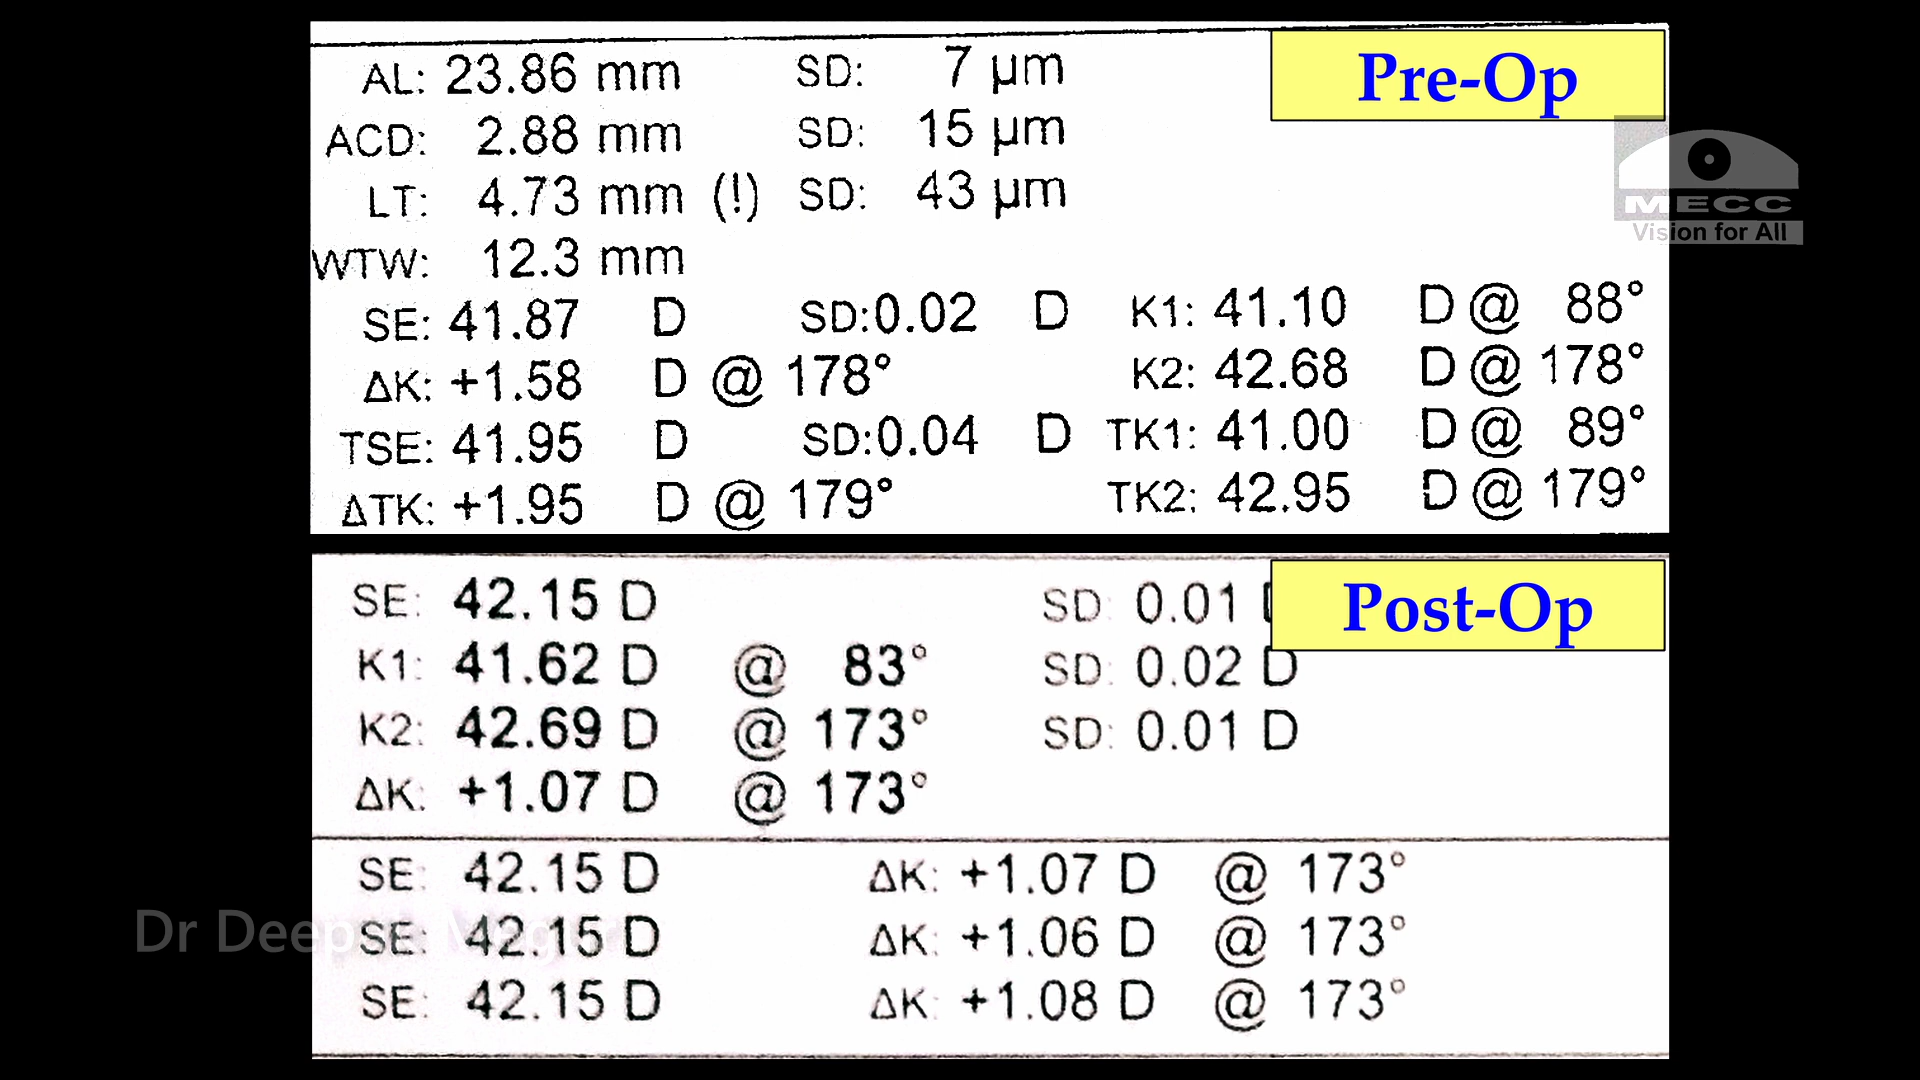 Pre-Op
AL: 23.86 mm SD: 7 µm
ACD: 2.88 mm SD: 15 µm
LT: 4.73 mm (!) SD: 43 µm
WTW: 12.3 mm
SE: 41.87 D SD:0.02 D K1: 41.10 D @ 88°
ΔK: +1.58 D @ 178° K2: 42.68 D @ 178°
TSE: 41.95 D SD:0.04 D TK1: 41.00 D @ 89°
ΔTK: +1.95 D @ 179° TK2: 42.95 D @ 179°
MECC
Vision for All
Post-Op
SE: 42.15 D SD: 0.01
K1: 41.62 D @ 83° SD: 0.02 D
K2: 42.69 D @ 173° SD: 0.01 D
ΔK: +1.07 D @ 173°
SE: 42.15 D ΔK: +1.07 D @ 173°
Dr
SE: 42.15 D ΔK: +1.06 D @ 173°
SE: 42.15 D ΔK: +1.08 D @ 173°